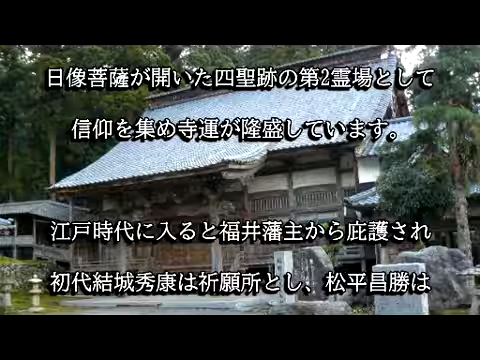 日像菩薩が開いた四聖跡の第2霊場として
信仰を集め寺運が隆盛しています。
江戸時代に入ると福井藩主から庇護され
初代結城秀康は祈願所とし、松平昌勝は